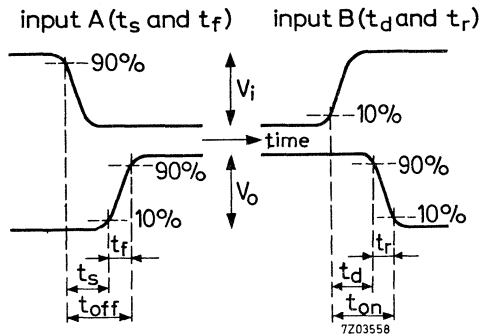 input A (ts and tf)
input B (td and tr)
90%
Vi
10%
time
90%
Vo
90%
10%
10%
tf
tr
ts
td
toff
ton
7Z03558